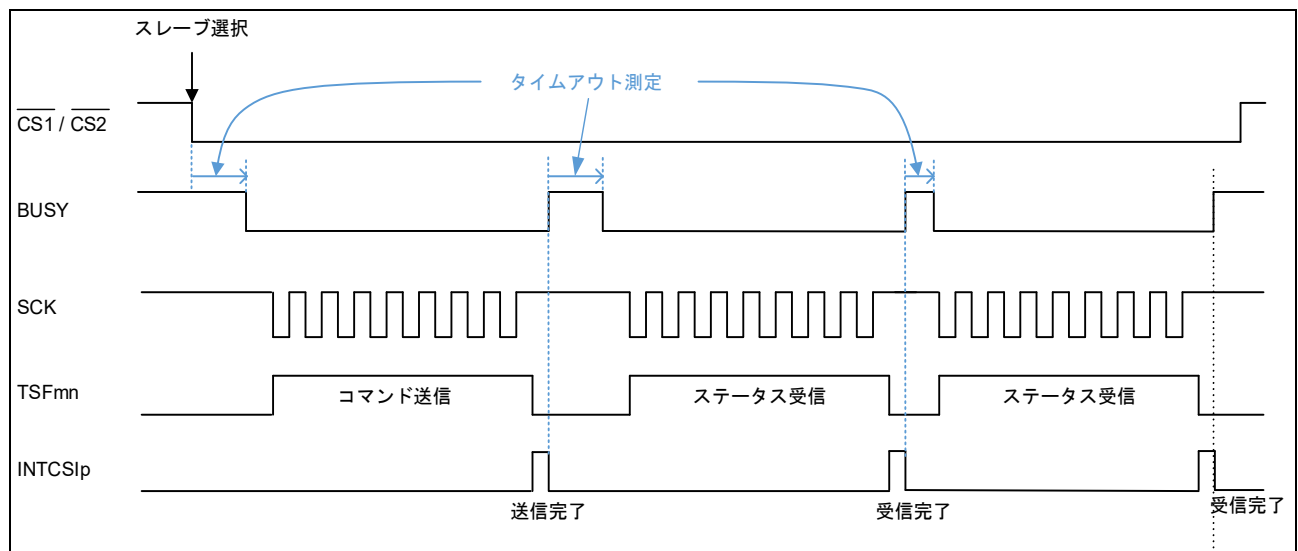 スレーブ選択
タイムアウト測定
CS1 / CS2
BUSY
SCK
TSFmn
コマンド送信
ステータス受信
ステータス受信
INTCSIp
送信完了
受信完了
受信完了